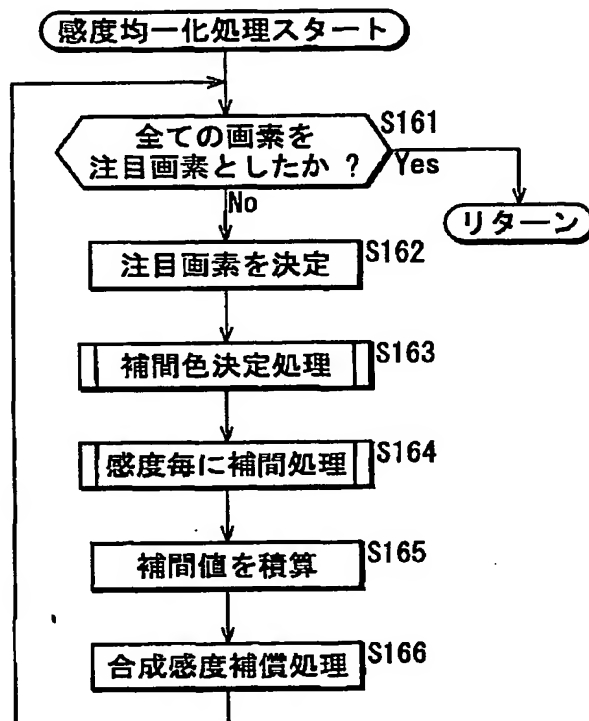 感度均一化処理スタート
全ての画素を
注目画素としたか ?
S161
Yes
No
リターン
注目画素を決定
S162
補間色決定処理
S163
感度毎に補間処理
S164
補間値を積算
S165
合成感度補償処理
S166